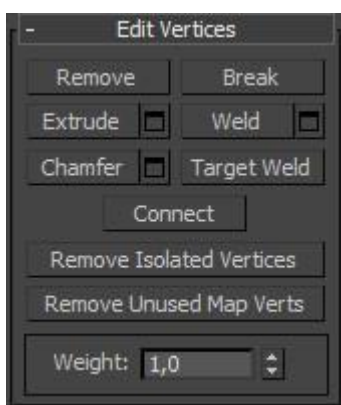 - Edit Vertices
Remove Break
Extrude Weld
Chamfer Target Weld
Connect
Remove Isolated Vertices
Remove Unused Map Verts
Weight: 1,0